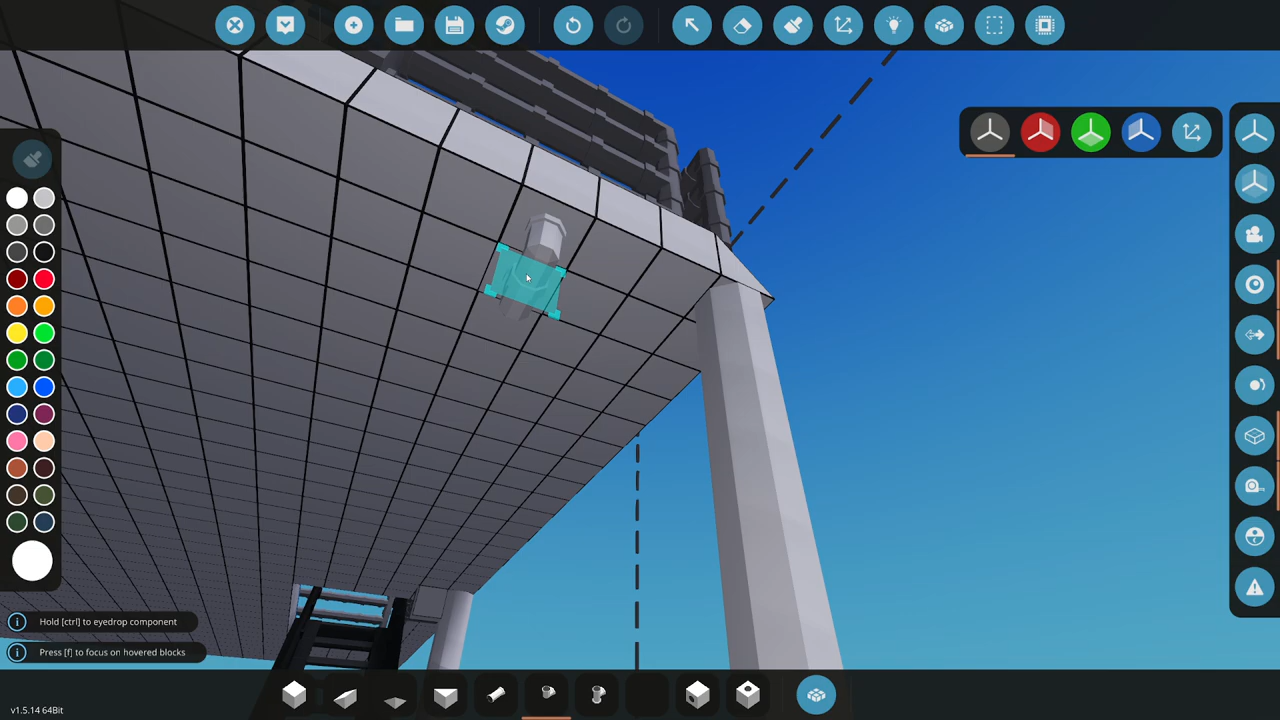 Hold [ctrl] to eyedrop component
Press [f] to focus on hovered blocks
v1.5.14 64Bit